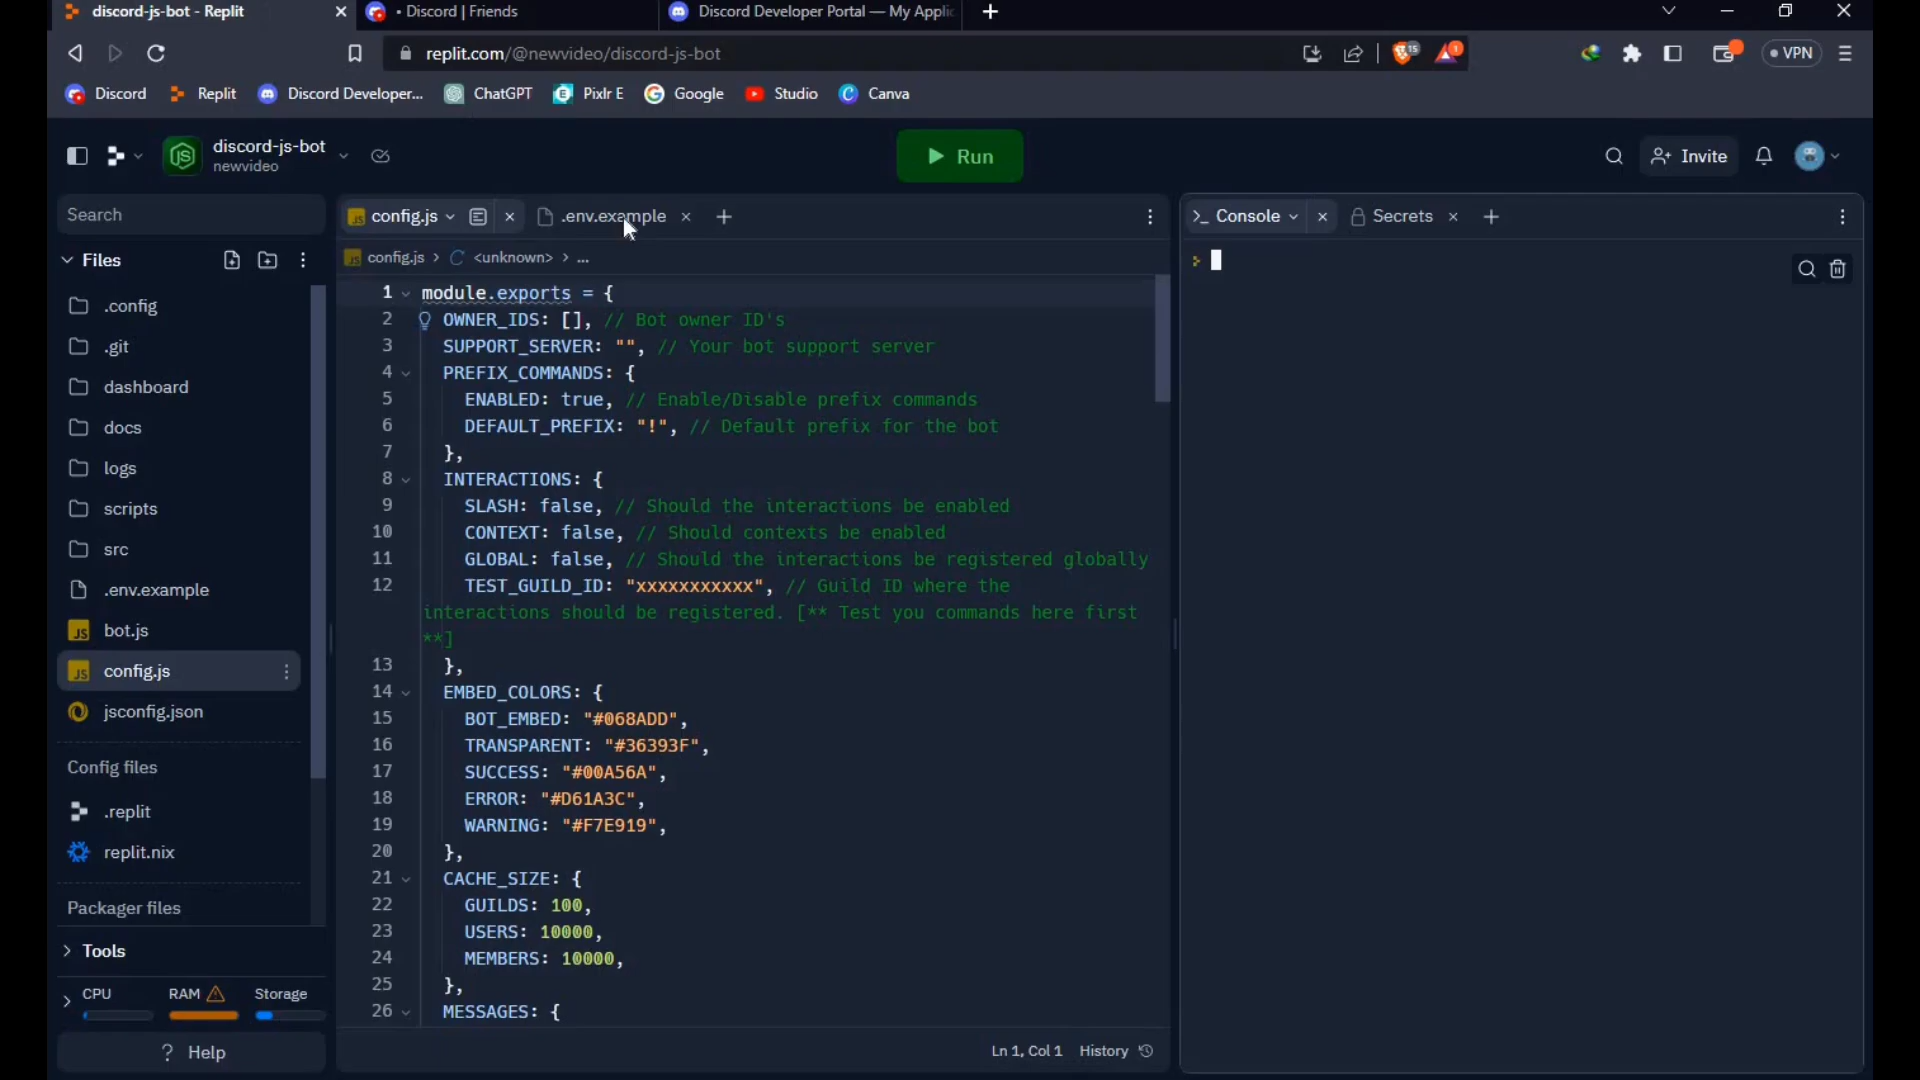 discord-js-bot - Replit
• Discord | Friends
Discord Developer Portal — My Applic
replit.com/@newvideo/discord-js-bot
15
1
VPN
Discord
Replit
Discord Developer...
ChatGPT
Pixlr E
Google
Studio
Canva
discord-js-bot
newvideo
Run
Invite
Search
Files
.config
.git
dashboard
docs
logs
scripts
src
.env.example
bot.js
config.js
jsconfig.json
Config files
.replit
replit.nix
Packager files
Tools
CPU
RAM
Storage
? Help
config.js
.env.example
config.js > <unknown> > ...
1 module.exports = {
2 OWNER_IDS: [], // Bot owner ID's
3 SUPPORT_SERVER: "", // Your bot support server
4 PREFIX_COMMANDS: {
5 ENABLED: true, // Enable/Disable prefix commands
6 DEFAULT_PREFIX: "!", // Default prefix for the bot
7 },
8 INTERACTIONS: {
9 SLASH: false, // Should the interactions be enabled
10 CONTEXT: false, // Should contexts be enabled
11 GLOBAL: false, // Should the interactions be registered globally
12 TEST_GUILD_ID: "xxxxxxxxxxx", // Guild ID where the
interactions should be registered. [** Test you commands here first
**]
13 },
14 EMBED_COLORS: {
15 BOT_EMBED: "#068ADD",
16 TRANSPARENT: "#36393F",
17 SUCCESS: "#00A56A",
18 ERROR: "#D61A3C",
19 WARNING: "#F7E919",
20 },
21 CACHE_SIZE: {
22 GUILDS: 100,
23 USERS: 10000,
24 MEMBERS: 10000,
25 },
26 MESSAGES: {
Ln 1, Col 1
History
Console
Secrets